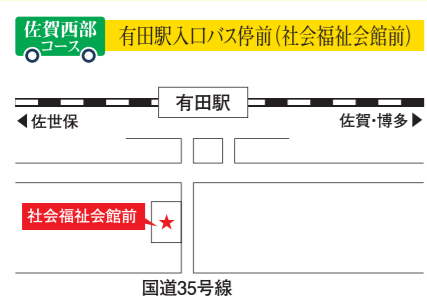 佐賀西部
コース
有田駅入口バス停前(社会福祉会館前)
有田駅
◀佐世保
佐賀・博多▶
社会福祉会館前
国道35号線